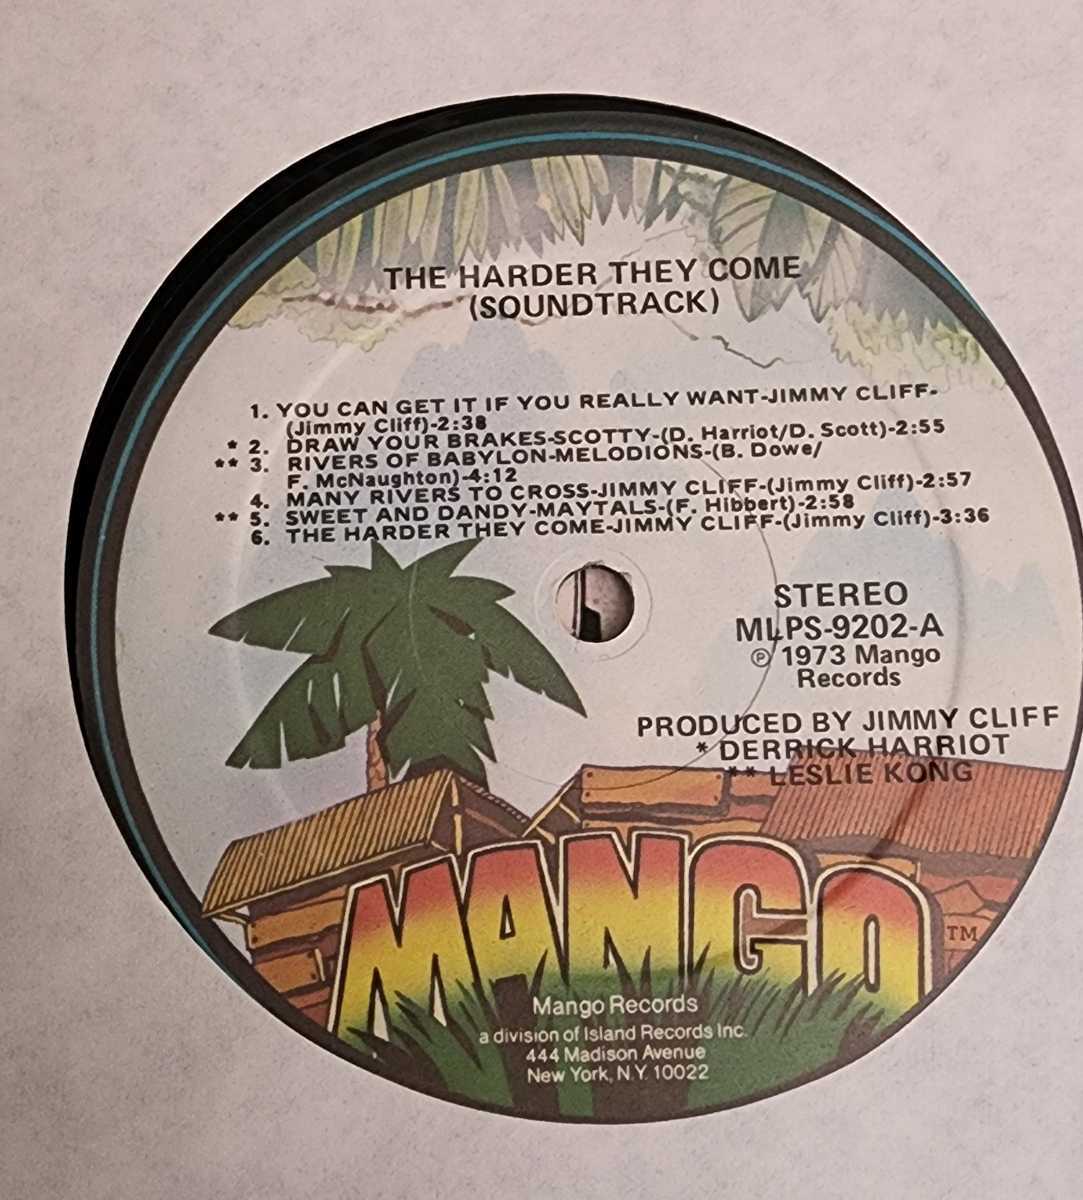 THE HARDER THEY COME
(SOUNDTRACK)
1. YOU CAN GET IT IF YOU REALLY WANT-JIMMY CLIFF-
(Jimmy Cliff)-2:38
* 2. DRAW YOUR BRAKES-SCOTTY-(D. Harriot/D. Scott)-2:55
** 3. RIVERS OF BABYLON-MELODIONS-(B. Dowe/
F. McNaughton)-4:12
4. MANY RIVERS TO CROSS-JIMMY CLIFF-(Jimmy Cliff)-2:57
** 5. SWEET AND DANDY-MAYTALS-(F. Hibbert)-2:58
6. THE HARDER THEY COME-JIMMY CLIFF-(Jimmy Cliff)-3:36
STEREO
MLPS-9202-A
℗ 1973 Mango
Records
PRODUCED BY JIMMY CLIFF
* DERRICK HARRIOT
** LESLIE KONG
MANGO TM
Mango Records
a division of Island Records Inc.
444 Madison Avenue
New York, N.Y. 10022